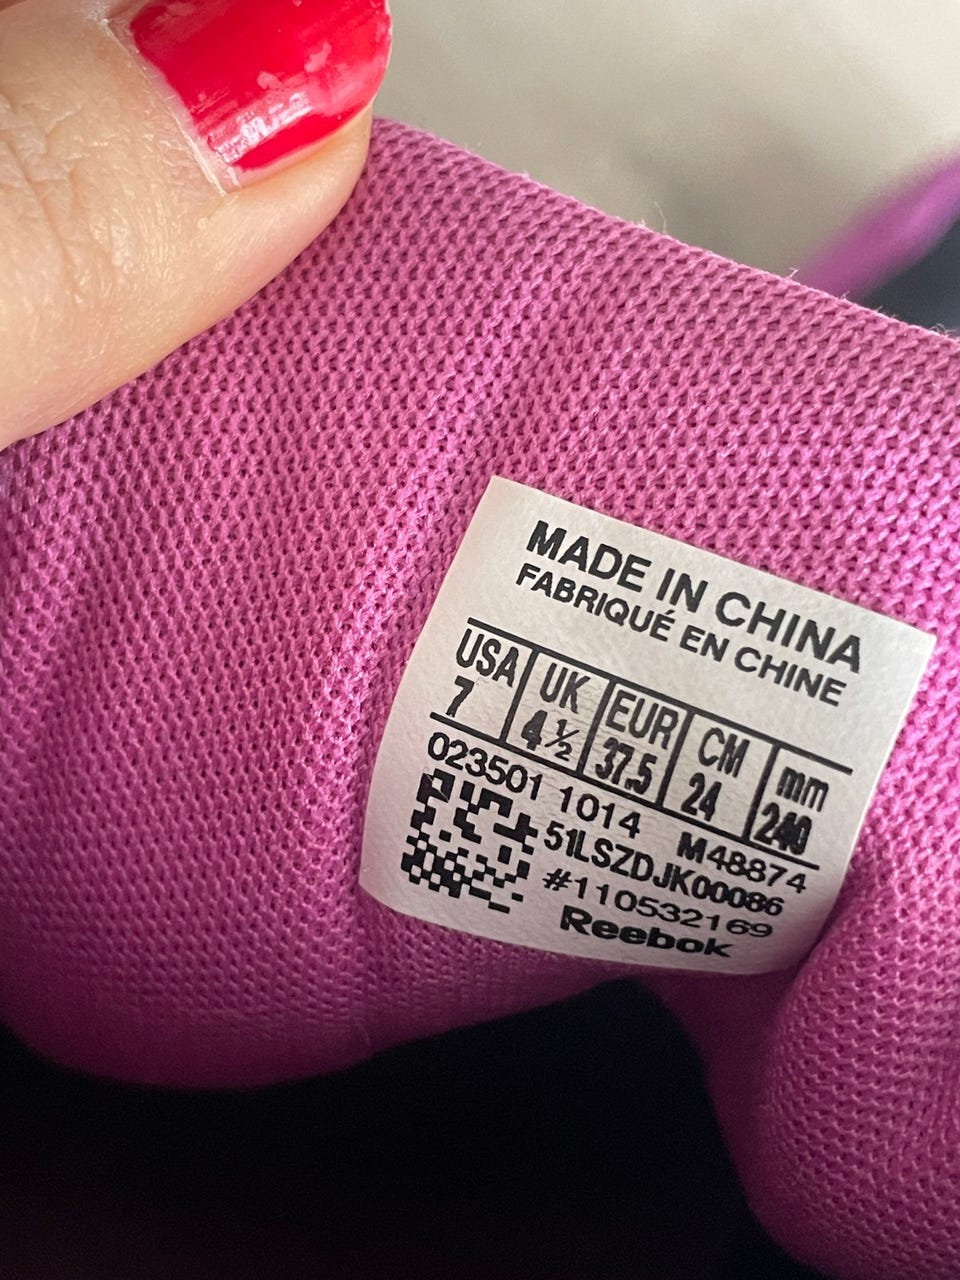 MADE IN CHINA
FABRIQUÉ EN CHINE
USA UK EUR CM mm
7 4½ 37.5 24 240
023501 1014 M48874
51LSZDJK00086
#110532169
Reebok